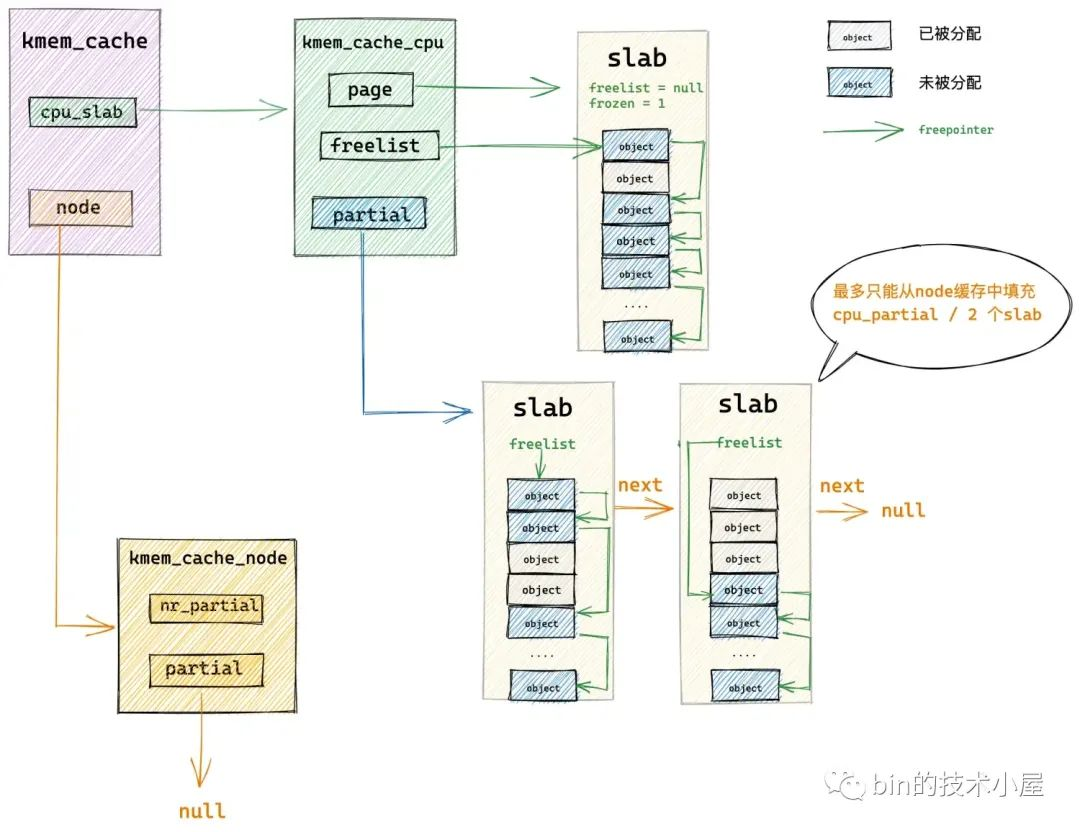 kmem_cache
cpu_slab
node
kmem_cache_cpu
page
freelist
partial
slab
freelist = null
frozen = 1
object
object
object
object
object
....
object
object
已被分配
object
未被分配
freepointer
最多只能从node缓存中填充
cpu_partial / 2 个slab
slab
freelist
object
object
object
object
object
....
object
next
slab
freelist
object
object
object
object
object
....
object
next
null
kmem_cache_node
nr_partial
partial
null
bin的技术小屋